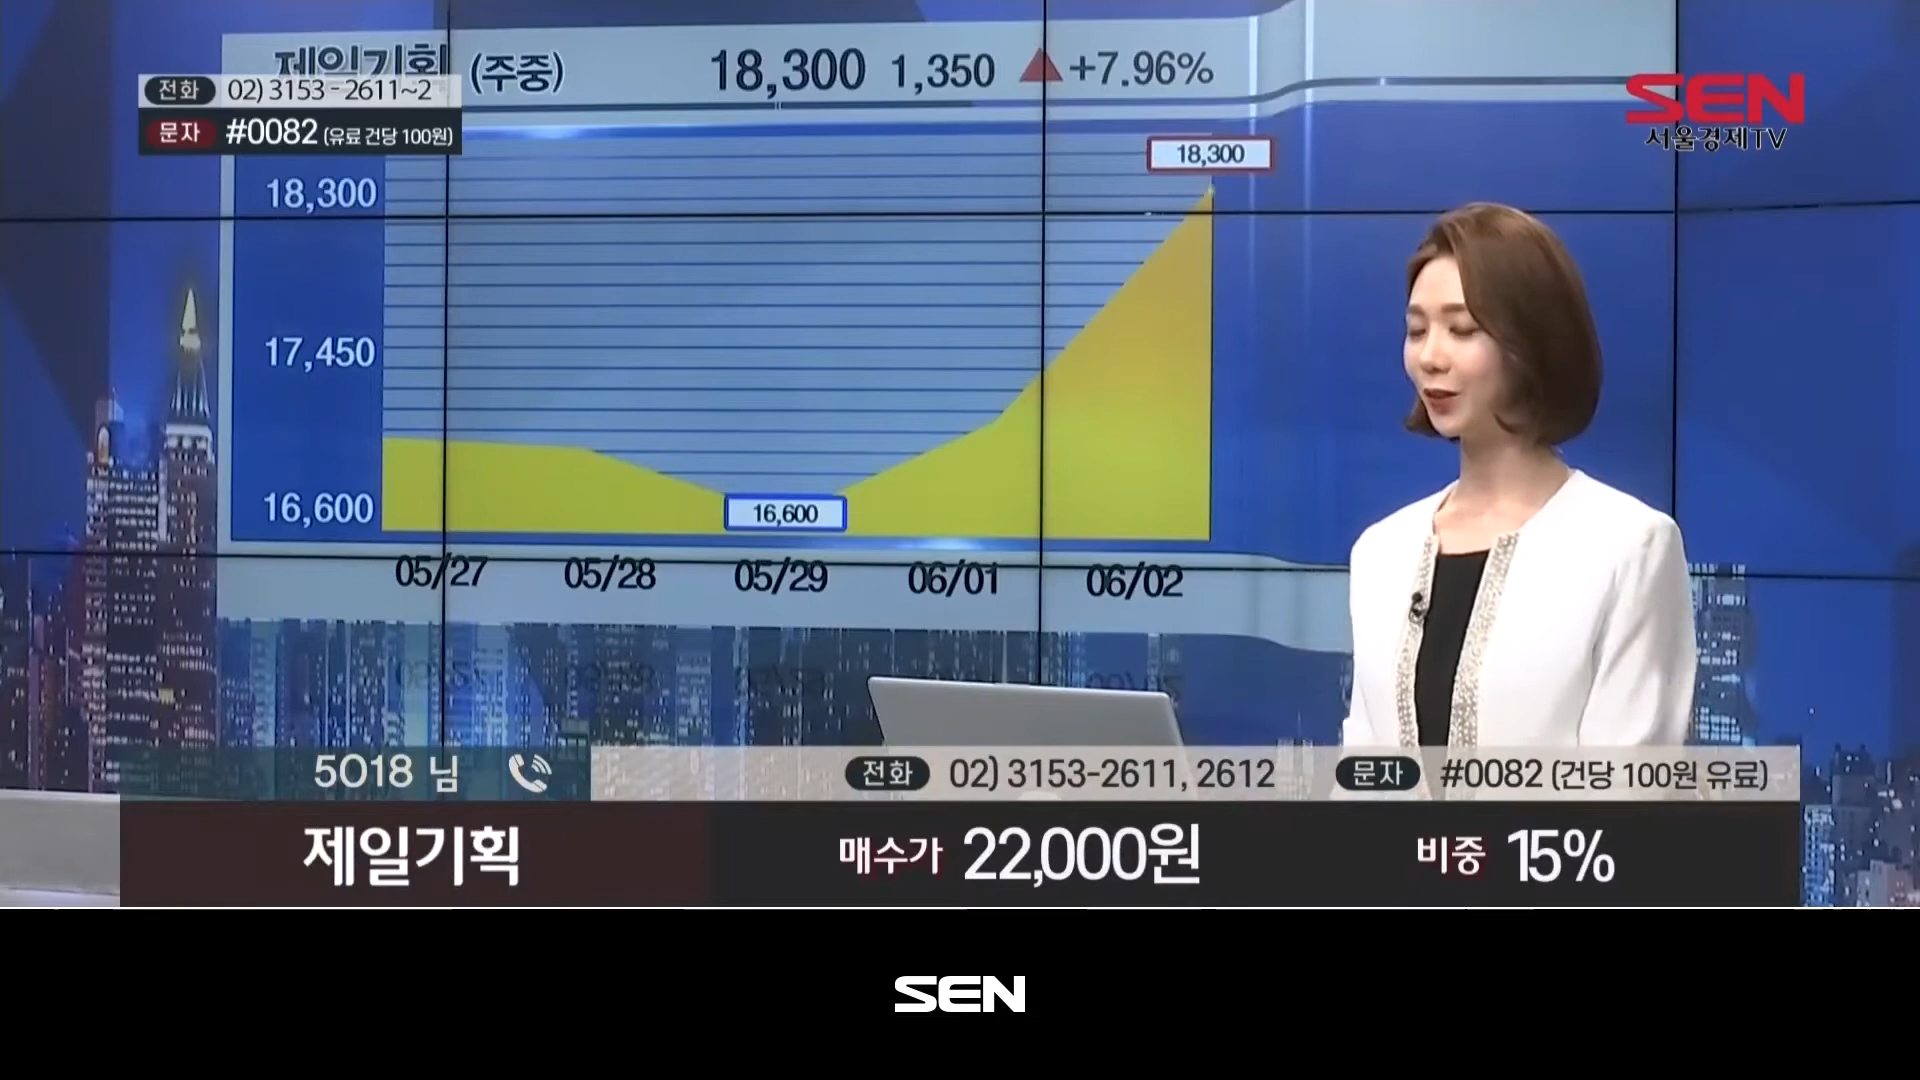 제일기획 (주중) 18,300 1,350 ▲ +7.96%
전화 02) 3153-2611~2
문자 #0082 (유료 건당 100원)
SEN
서울경제TV
18,300
18,300
17,450
16,600
16,600
05/27 05/28 05/29 06/01 06/02
5018 님
전화 02) 3153-2611, 2612 문자 #0082 (건당 100원 유료)
제일기획 매수가 22,000원 비중 15%
SEN